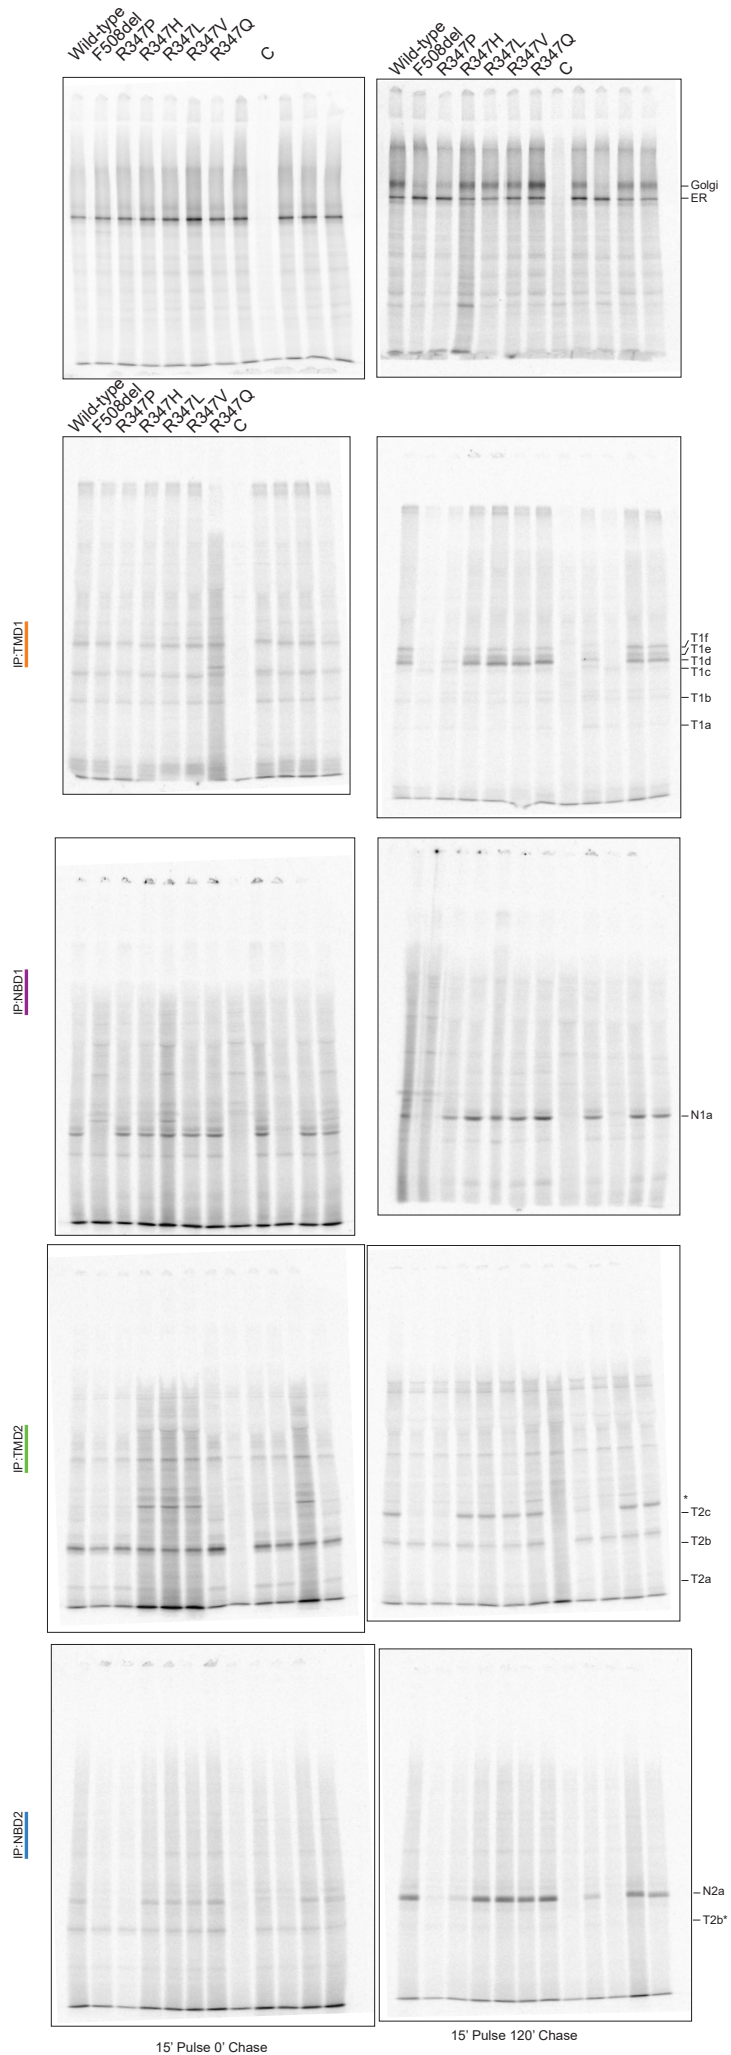 Wild-type
F508del
R347P
R347H
R347L
R347V
R347Q
C
Wild-type
F508del
R347P
R347H
R347L
R347V
R347Q
C
Golgi
ER
Wild-type
F508del
R347P
R347H
R347L
R347V
R347Q
C
IP:TMD1
T1f
T1e
T1d
T1c
T1b
T1a
IP:NBD1
N1a
IP:TMD2
*
T2c
T2b
T2a
IP:NBD2
N2a
T2b*
15' Pulse 0' Chase
15' Pulse 120' Chase